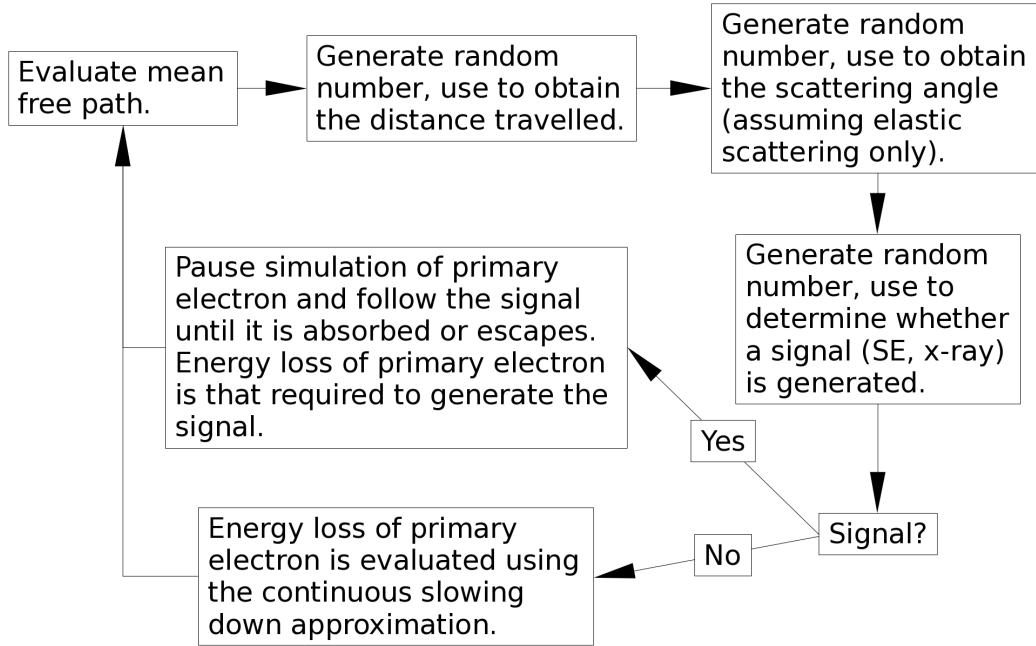 Evaluate mean
free path.
Generate random
number, use to obtain
the distance travelled.
Generate random
number, use to obtain
the scattering angle
(assuming elastic
scattering only).
Generate random
number, use to
determine whether
a signal (SE, x-ray)
is generated.
Signal?
Yes
Pause simulation of primary
electron and follow the signal
until it is absorbed or escapes.
Energy loss of primary electron
is that required to generate the
signal.
No
Energy loss of primary
electron is evaluated using
the continuous slowing
down approximation.